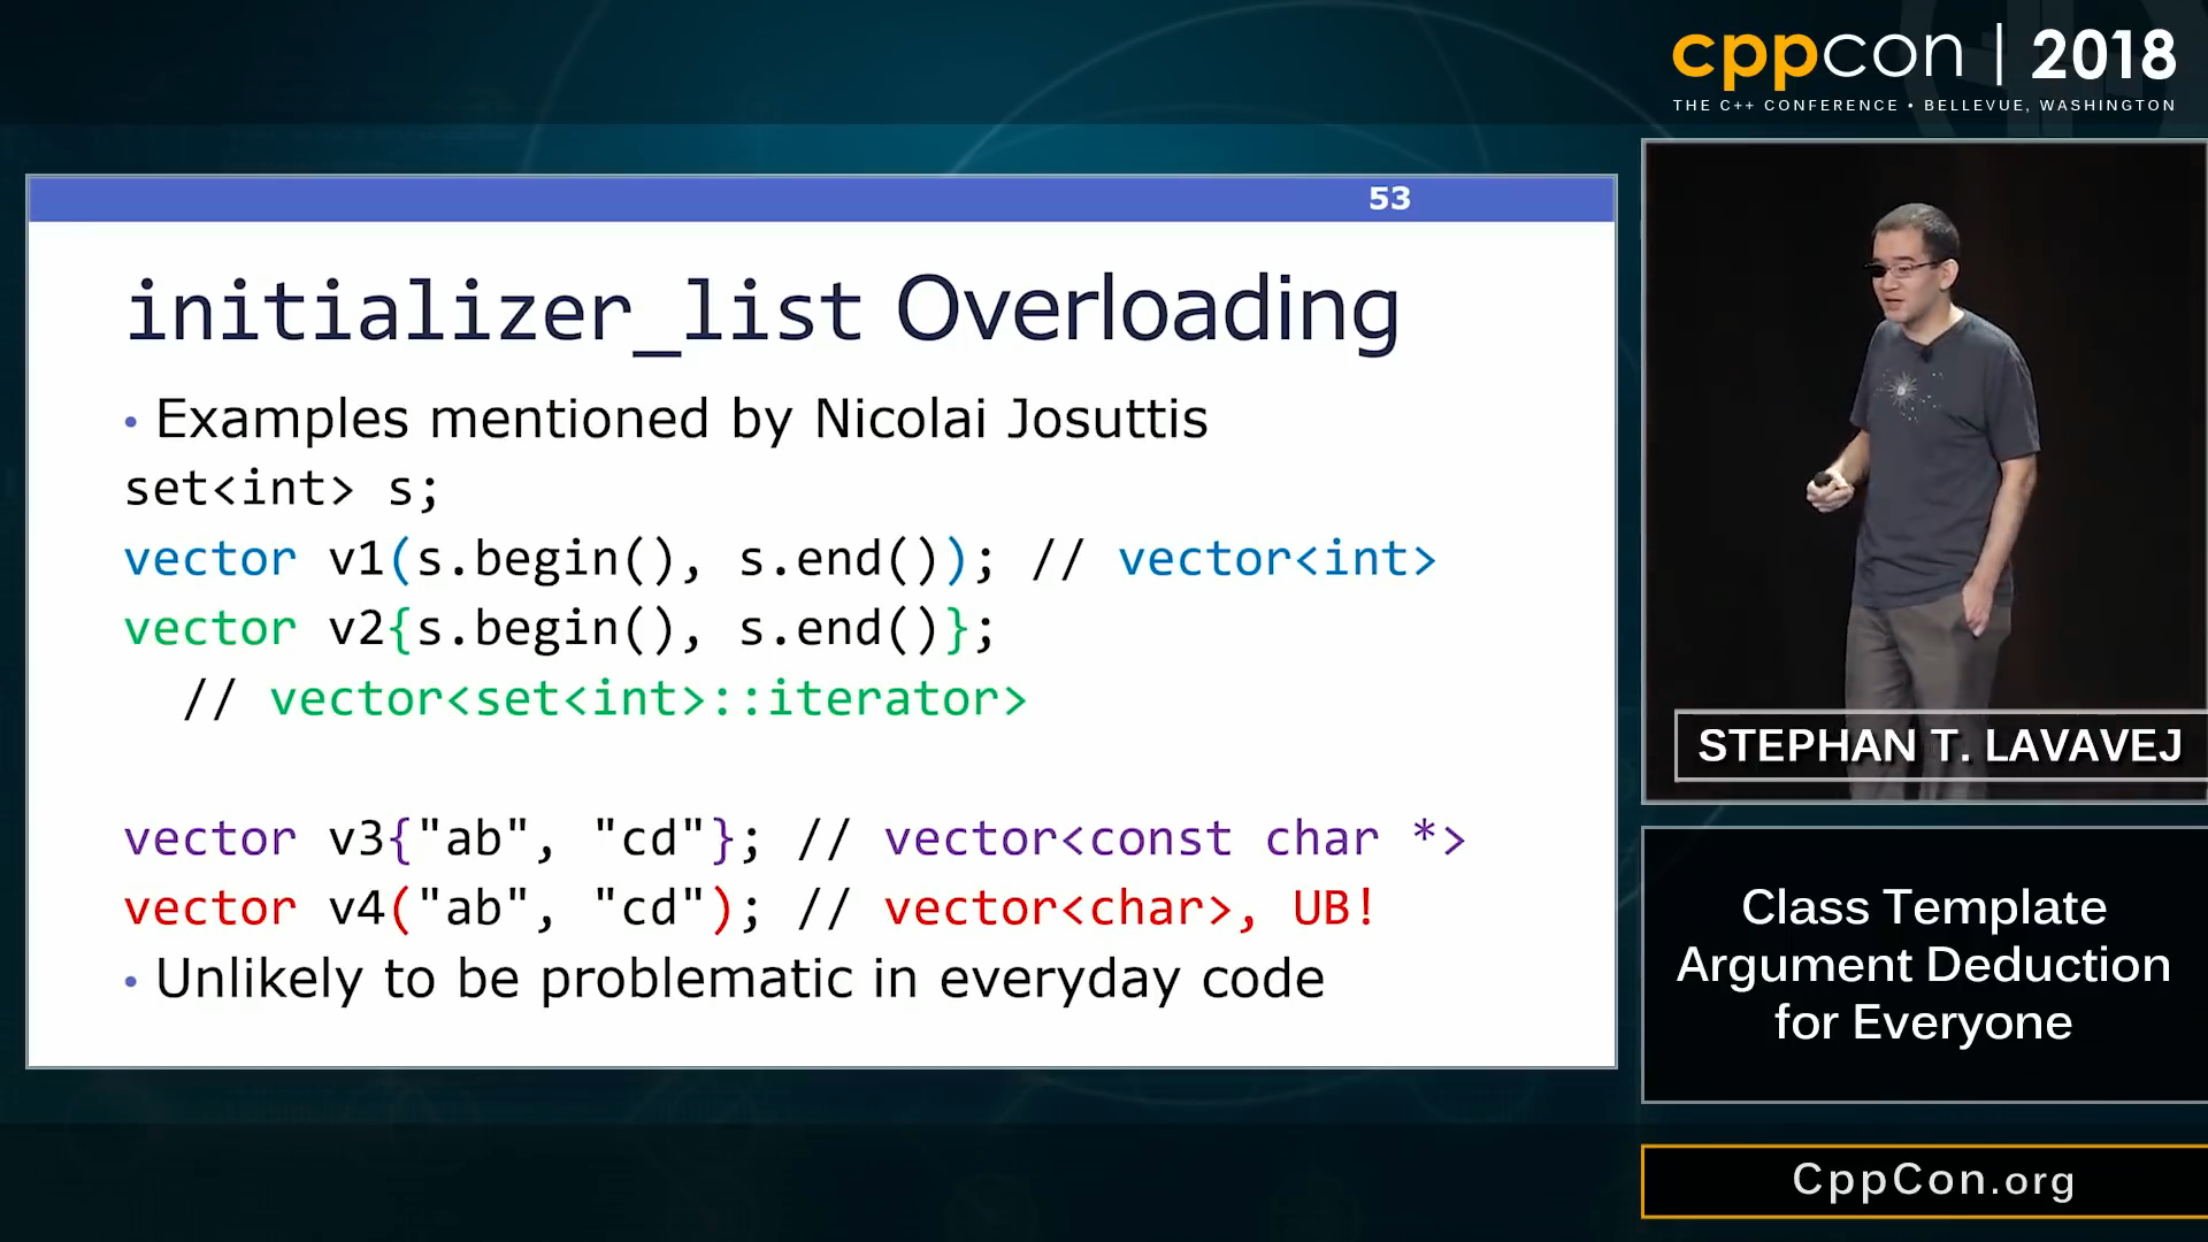 cppcon | 2018
THE C++ CONFERENCE • BELLEVUE, WASHINGTON
53
initializer_list Overloading
• Examples mentioned by Nicolai Josuttis
set<int> s;
vector v1(s.begin(), s.end()); // vector<int>
vector v2{s.begin(), s.end()};
// vector<set<int>::iterator>
vector v3{"ab", "cd"}; // vector<const char *>
vector v4("ab", "cd"); // vector<char>, UB!
• Unlikely to be problematic in everyday code
STEPHAN T. LAVAVEJ
Class Template
Argument Deduction
for Everyone
CppCon.org